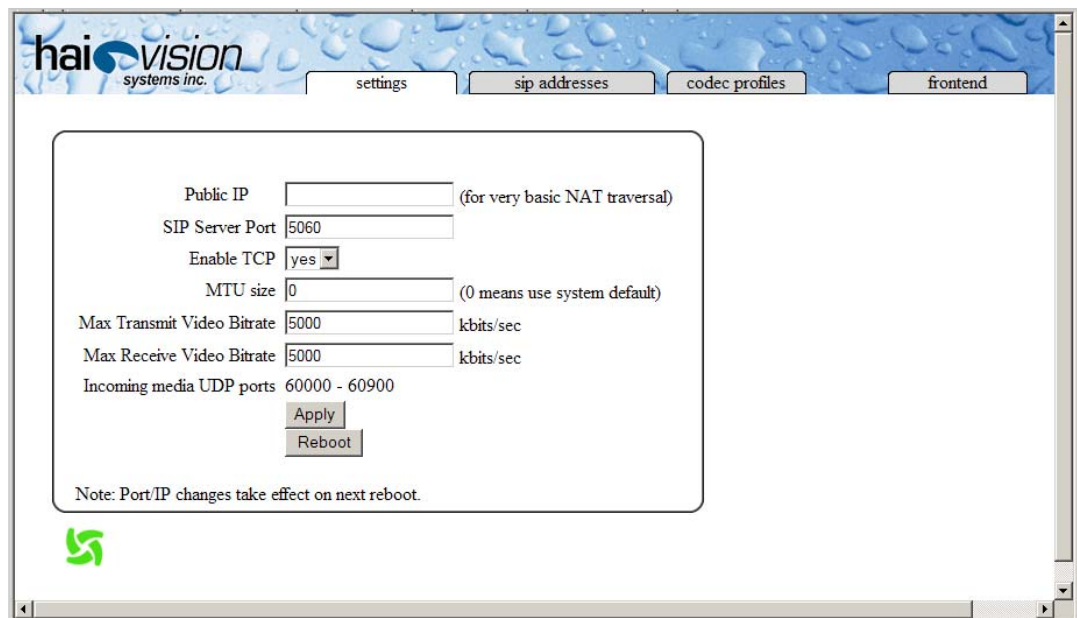 haivision
systems inc.
settings sip addresses codec profiles frontend
Public IP (for very basic NAT traversal)
SIP Server Port 5060
Enable TCP yes
MTU size 0 (0 means use system default)
Max Transmit Video Bitrate 5000 kbits/sec
Max Receive Video Bitrate 5000 kbits/sec
Incoming media UDP ports 60000 - 60900
Apply
Reboot
Note: Port/IP changes take effect on next reboot.